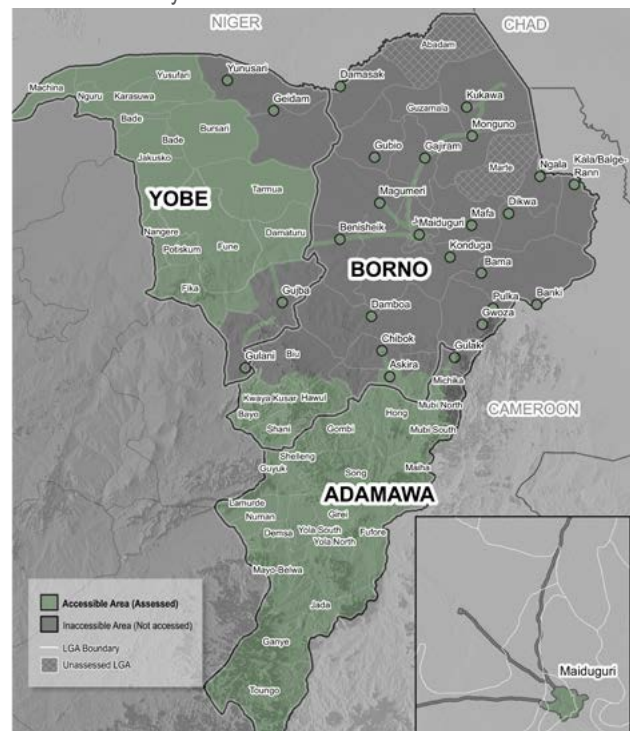 NIGER
CHAD
Abadam
Yusufari
Yunusari
Damasak
Machina
Nguru
Karasuwa
Geidam
Kukawa
Guzamala
Bade
Bursari
Monguno
Bade
Jakusko
Gubio
Gajiram
Marte
Ngala
Kala/Balge-
Rann
YOBE
Tarmua
Magumeri
Mafa
Dikwa
Nangere
Damaturu
Benisheik
Maiduguri
Potiskum
Fune
Konduga
BORNO
Bama
Fika
Gujba
Damboa
Pulka
Banki
Gwoza
Gulani
Biu
Chibok
Gulak
Askira
Michika
Kwaya Kusar
Hawul
Mubi North
CAMEROON
Bayo
Hong
Shani
Gombi
Mubi South
Shelleng
Guyuk
Song
Maiha
ADAMAWA
Lamurde
Numan
Girei
Demsa
Yola South
Fufore
Yola North
Mayo-Belwa
Jada
Ganye
Toungo
Accessible Area (Assessed)
Inaccessible Area (Not accessed)
LGA Boundary
Unassessed LGA
Maiduguri